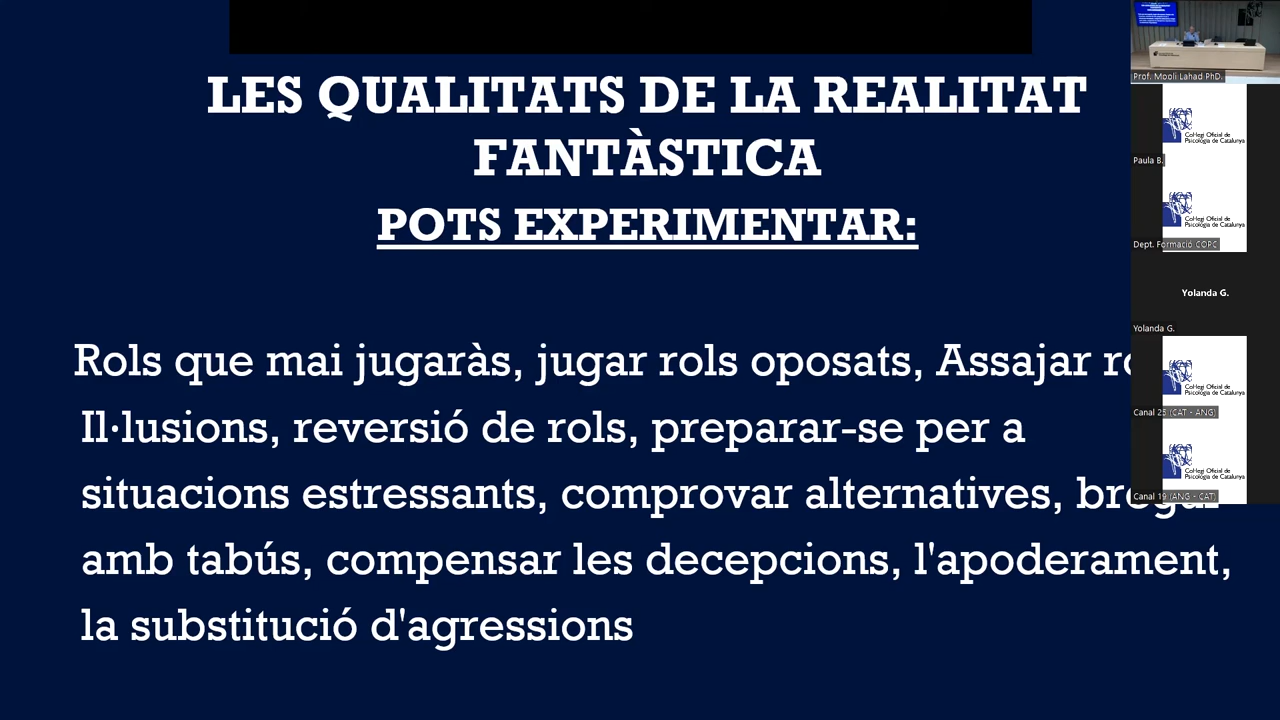 LES QUALITATS DE LA REALITAT
FANTÀSTICA
POTS EXPERIMENTAR:
Rols que mai jugaràs, jugar rols oposats, Assajar
Il·lusions, reversió de rols, preparar-se per a
situacions estressants, comprovar alternatives,
amb tabús, compensar les decepcions, l'apoderament,
la substitució d'agressions
Prof. Mooli Lahad PhD.
Col·legi Oficial de
Psicologia de Catalunya
Paula B.
Col·legi Oficial de
Psicologia de Catalunya
Dept. Formació COPC
Yolanda G.
Yolanda G.
Col·legi Oficial de
Psicologia de Catalunya
Canal 25 (CAT - ANG)
Col·legi Oficial de
Psicologia de Catalunya
Canal 19 (ANG - CAT)